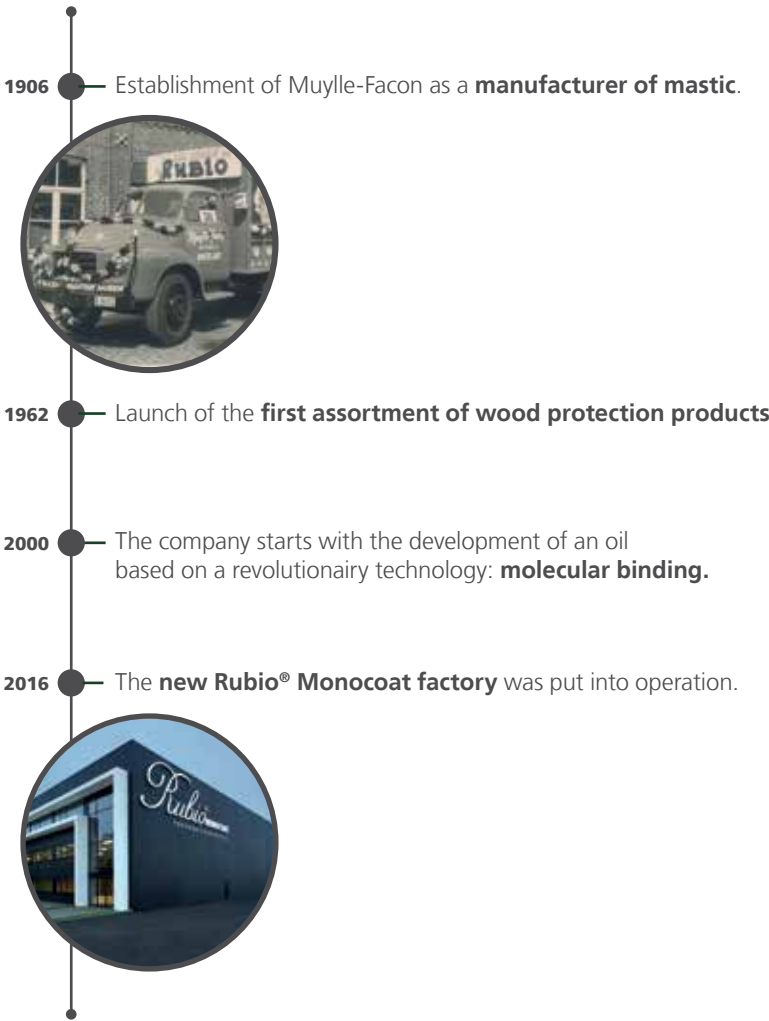 1906
Establishment of Muylle-Facon as a manufacturer of mastic.
RUBIO
1962
Launch of the first assortment of wood protection products
2000
The company starts with the development of an oil
based on a revolutionairy technology: molecular binding.
2016
The new Rubio® Monocoat factory was put into operation.
Rubio